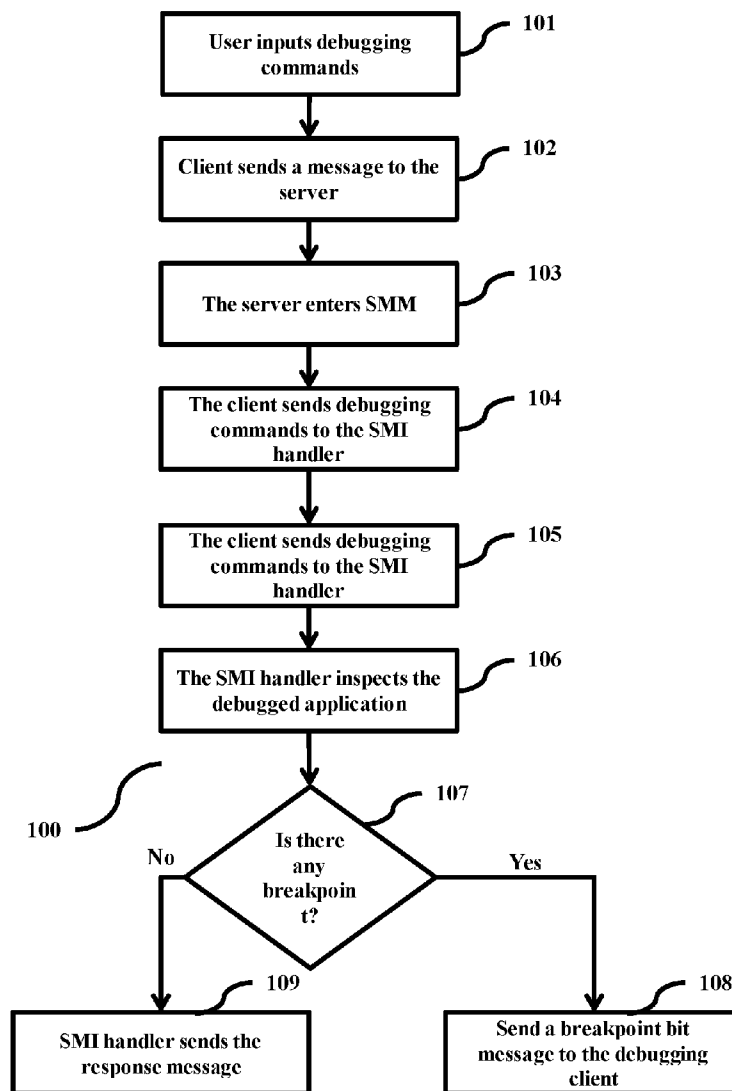 101
User inputs debugging
commands
102
Client sends a message to the
server
103
The server enters SMM
104
The client sends debugging
commands to the SMI
handler
105
The client sends debugging
commands to the SMI
handler
106
The SMI handler inspects the
debugged application
107
100
Is there
any
breakpoin
t?
No
Yes
109
SMI handler sends the
response message
108
Send a breakpoint bit
message to the debugging
client